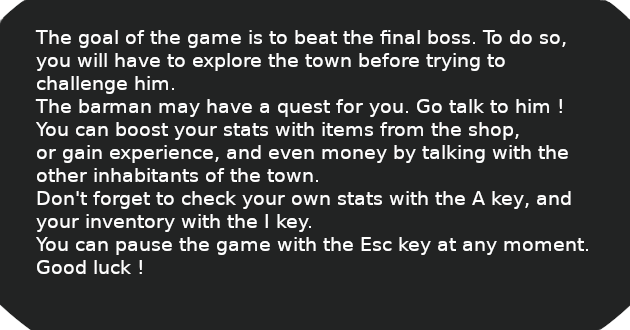 The goal of the game is to beat the final boss. To do so,
you will have to explore the town before trying to
challenge him.
The barman may have a quest for you. Go talk to him !
You can boost your stats with items from the shop,
or gain experience, and even money by talking with the
other inhabitants of the town.
Don't forget to check your own stats with the A key, and
your inventory with the I key.
You can pause the game with the Esc key at any moment.
Good luck !